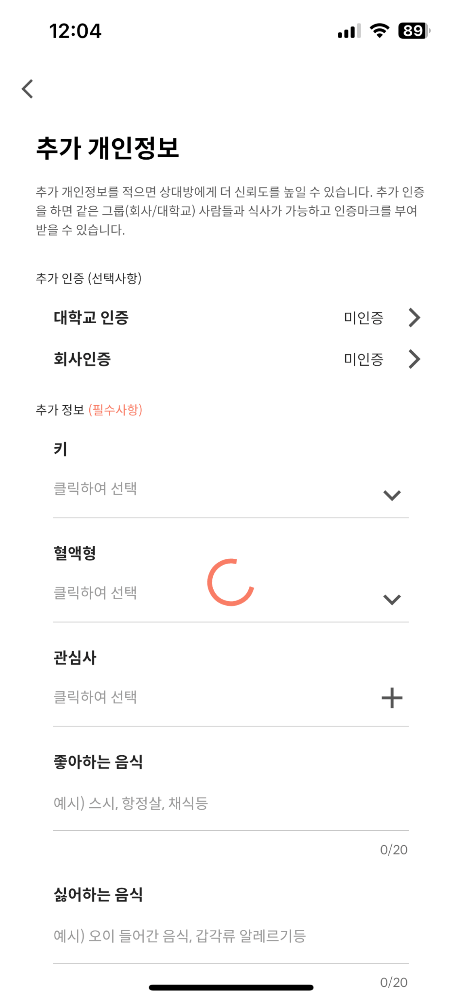 12:04
89
추가 개인정보
추가 개인정보를 적으면 상대방에게 더 신뢰도를 높일 수 있습니다. 추가 인증
을 하면 같은 그룹(회사/대학교) 사람들과 식사가 가능하고 인증마크를 부여
받을 수 있습니다.
추가 인증 (선택사항)
대학교 인증 미인증
회사인증 미인증
추가 정보 (필수사항)
키
클릭하여 선택
혈액형
클릭하여 선택
관심사
클릭하여 선택
좋아하는 음식
예시) 스시, 항정살, 채식등
0/20
싫어하는 음식
예시) 오이 들어간 음식, 갑각류 알레르기등
0/20